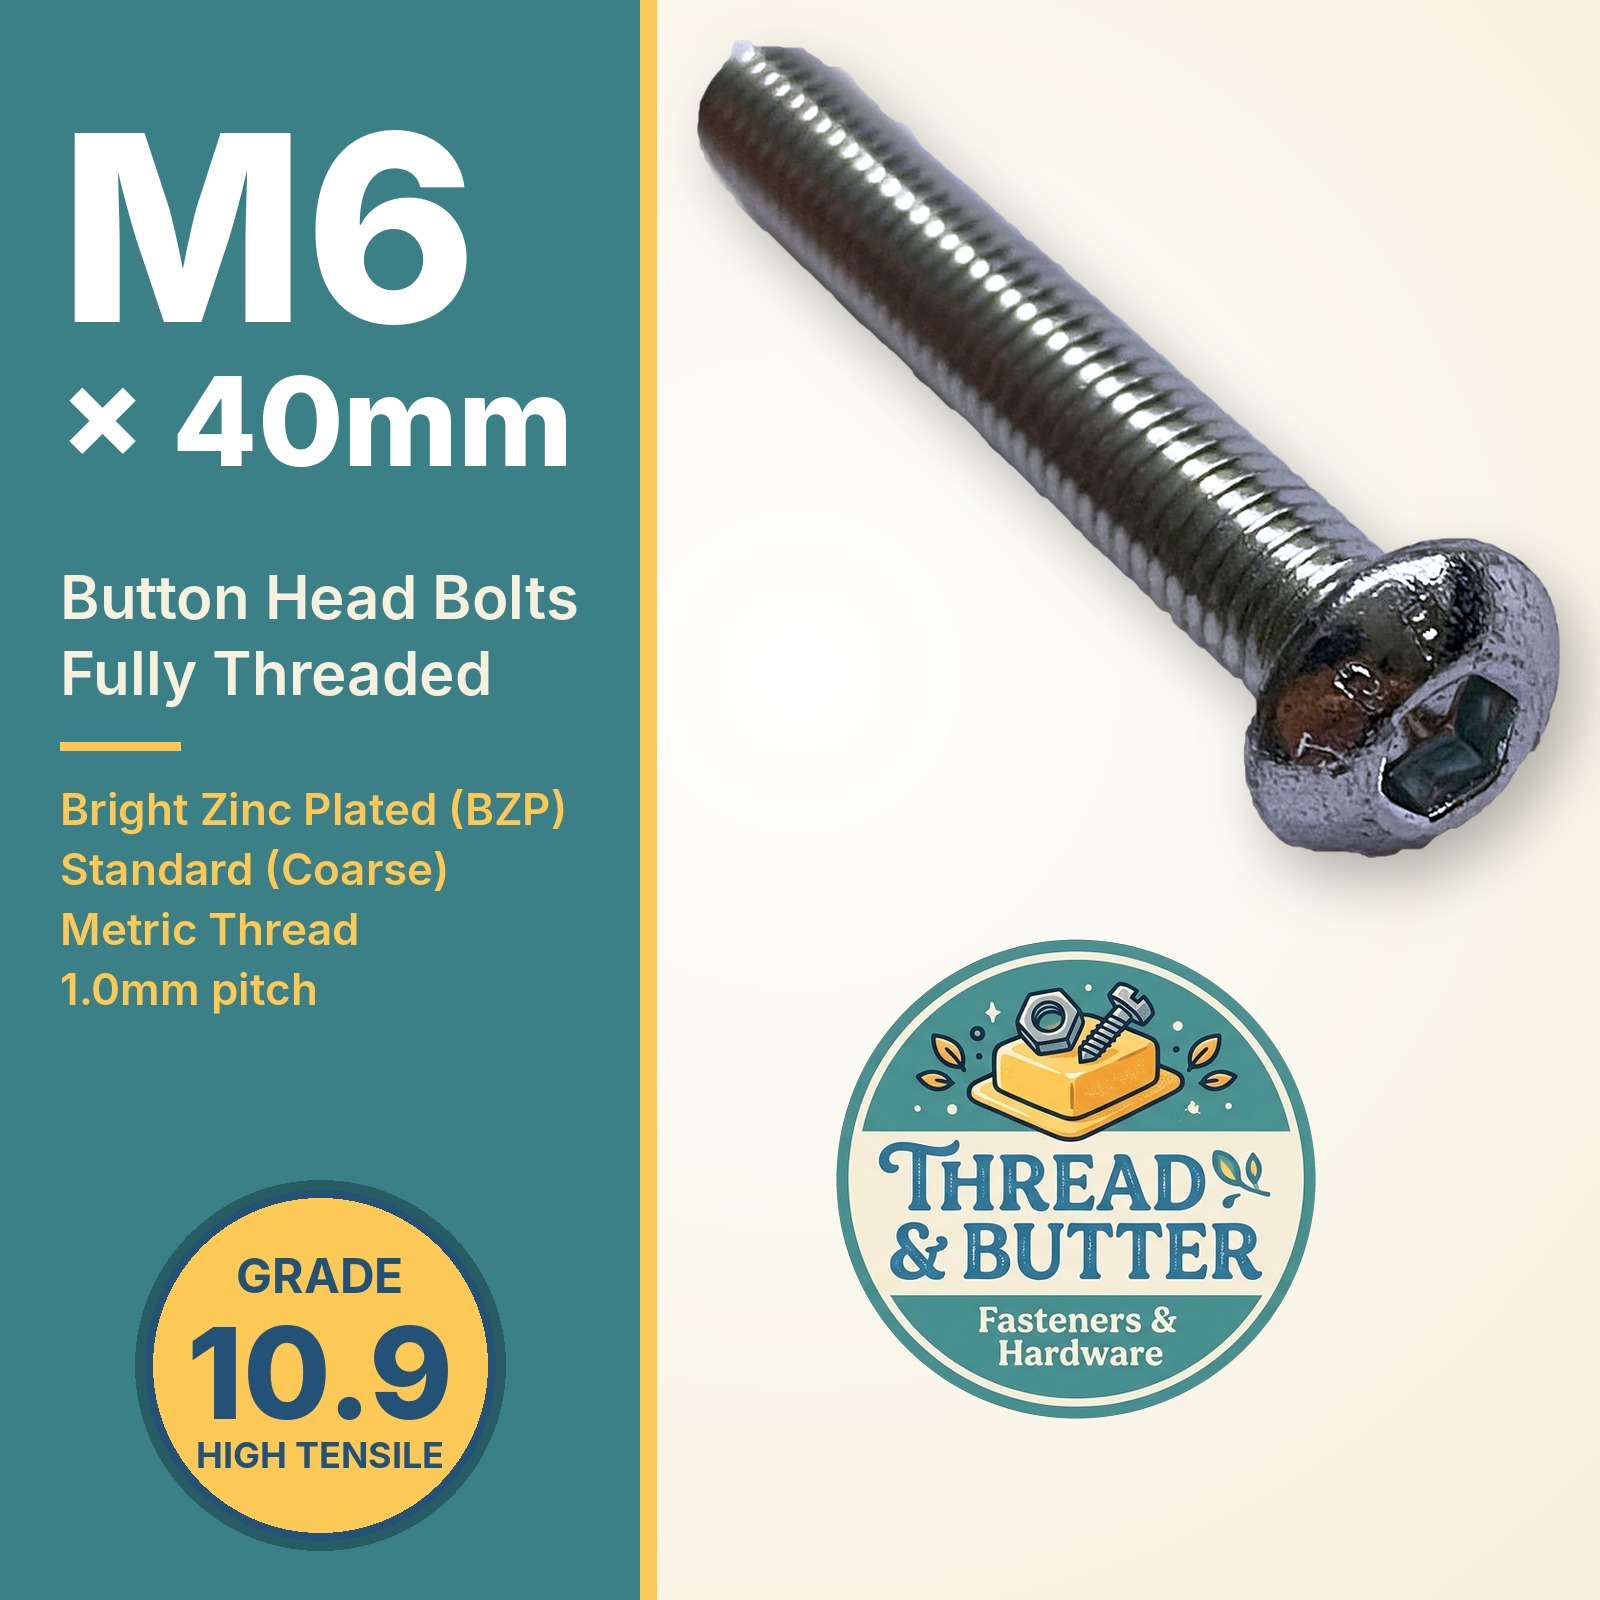 M6
× 40mm
Button Head Bolts
Fully Threaded
Bright Zinc Plated (BZP)
Standard (Coarse)
Metric Thread
1.0mm pitch
GRADE
10.9
HIGH TENSILE
THREAD
& BUTTER
Fasteners &
Hardware